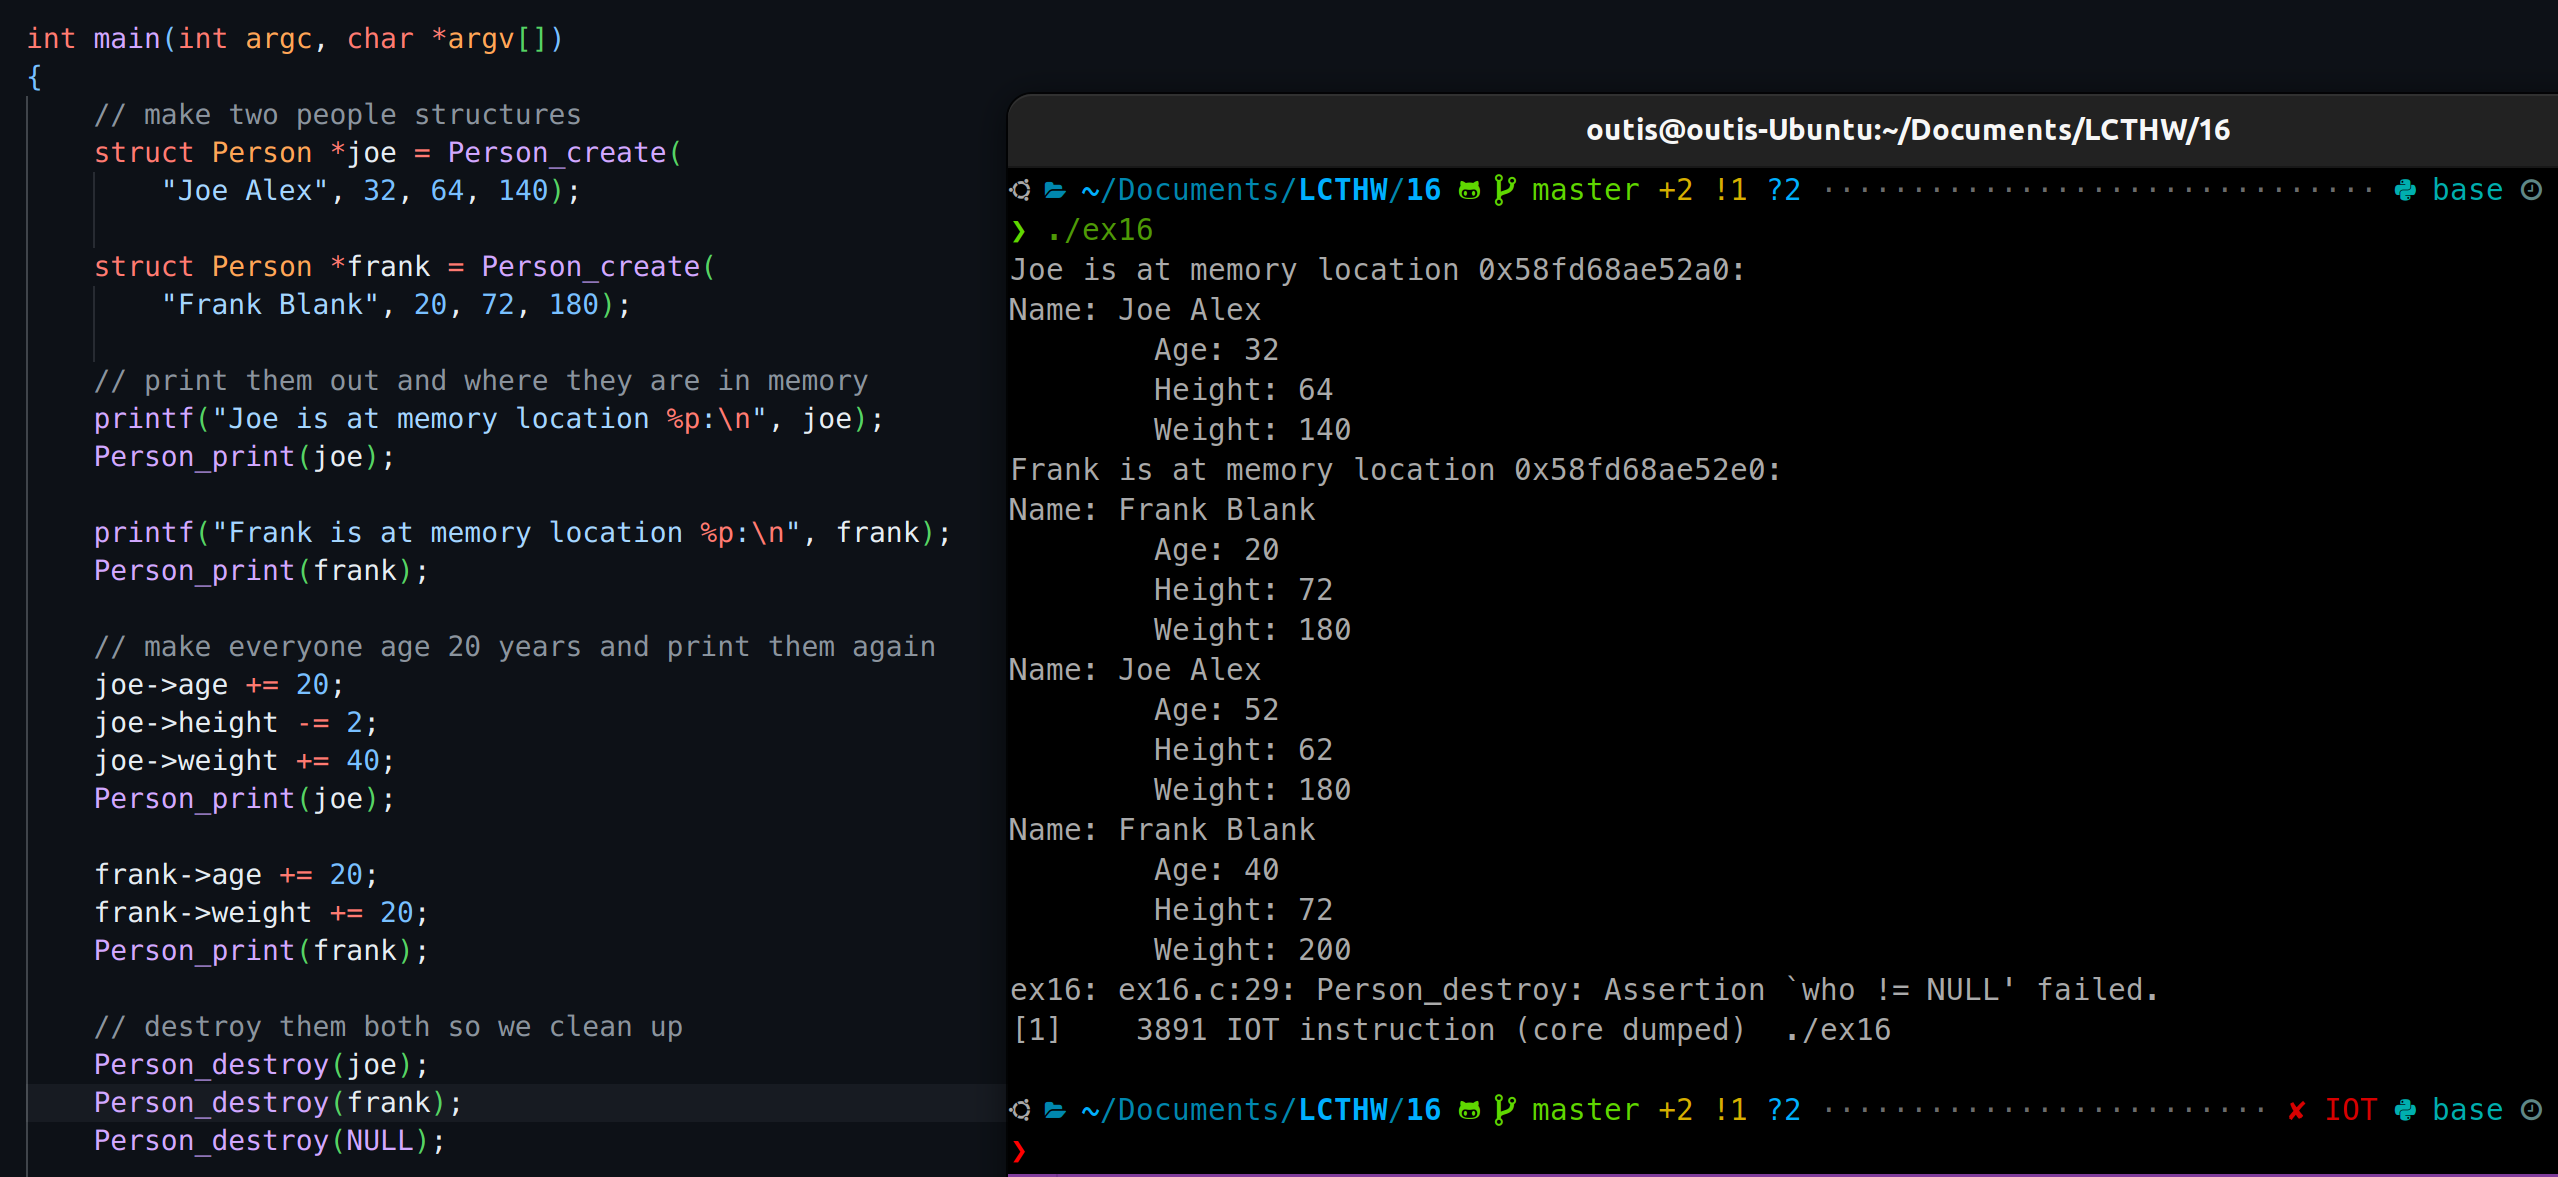 int main(int argc, char *argv[])
{
    // make two people structures
    struct Person *joe = Person_create(
        "Joe Alex", 32, 64, 140);

    struct Person *frank = Person_create(
        "Frank Blank", 20, 72, 180);

    // print them out and where they are in memory
    printf("Joe is at memory location %p:\n", joe);
    Person_print(joe);

    printf("Frank is at memory location %p:\n", frank);
    Person_print(frank);

    // make everyone age 20 years and print them again
    joe->age += 20;
    joe->height -= 2;
    joe->weight += 40;
    Person_print(joe);

    frank->age += 20;
    frank->weight += 20;
    Person_print(frank);

    // destroy them both so we clean up
    Person_destroy(joe);
    Person_destroy(frank);
    Person_destroy(NULL);
outis@outis-Ubuntu:~/Documents/LCTHW/16
~/Documents/LCTHW/16 master +2 !1 ?2 ······························· base
❯ ./ex16
Joe is at memory location 0x58fd68ae52a0:
Name: Joe Alex
        Age: 32
        Height: 64
        Weight: 140
Frank is at memory location 0x58fd68ae52e0:
Name: Frank Blank
        Age: 20
        Height: 72
        Weight: 180
Name: Joe Alex
        Age: 52
        Height: 62
        Weight: 180
Name: Frank Blank
        Age: 40
        Height: 72
        Weight: 200
ex16: ex16.c:29: Person_destroy: Assertion `who != NULL' failed.
[1]    3891 IOT instruction (core dumped)  ./ex16
~/Documents/LCTHW/16 master +2 !1 ?2 ························· ✘ IOT base
❯